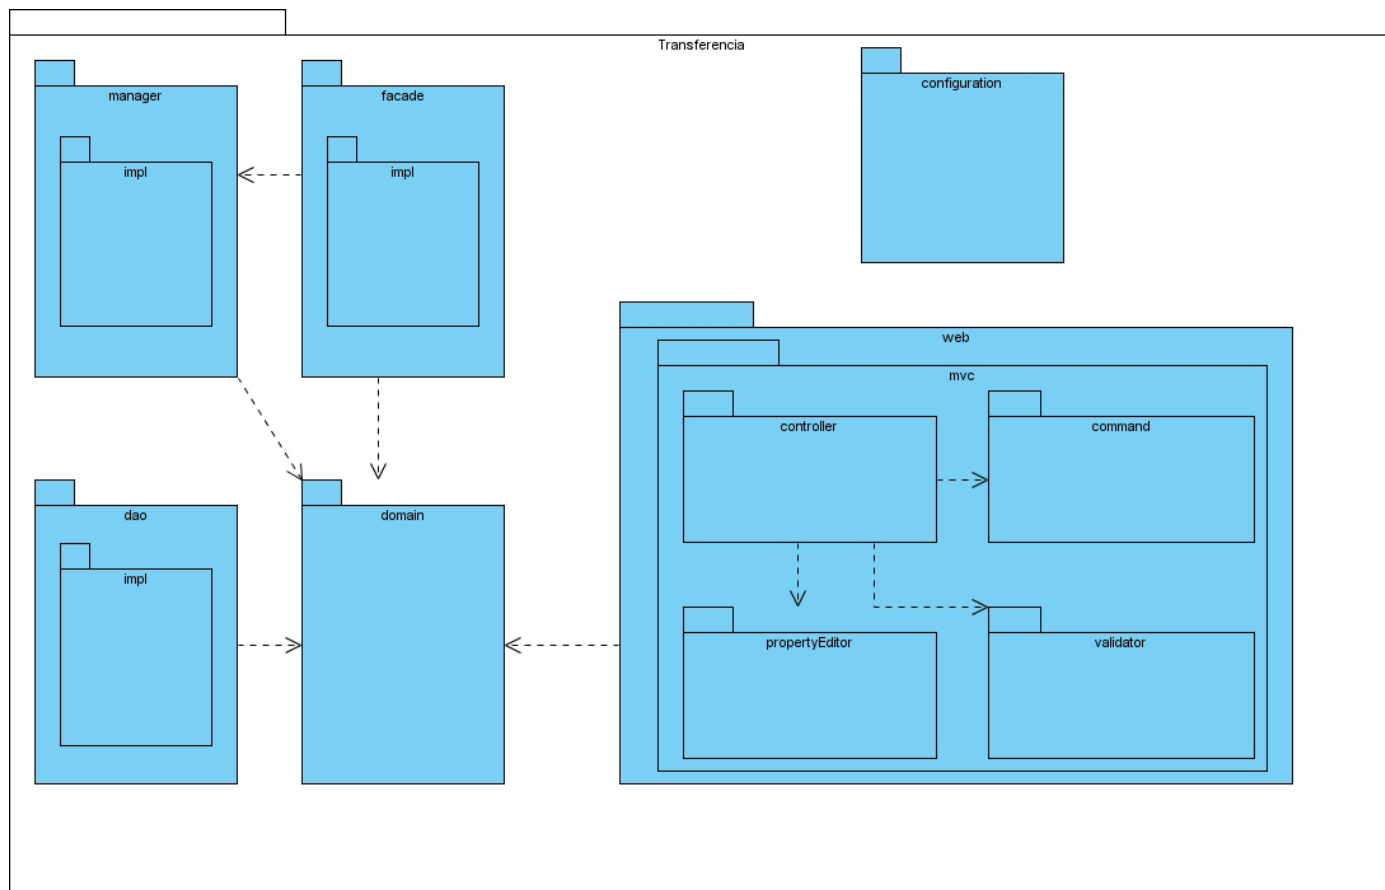 Transferencia
manager
facade
configuration
impl
impl
web
mvc
controller
command
dao
domain
impl
propertyEditor
validator